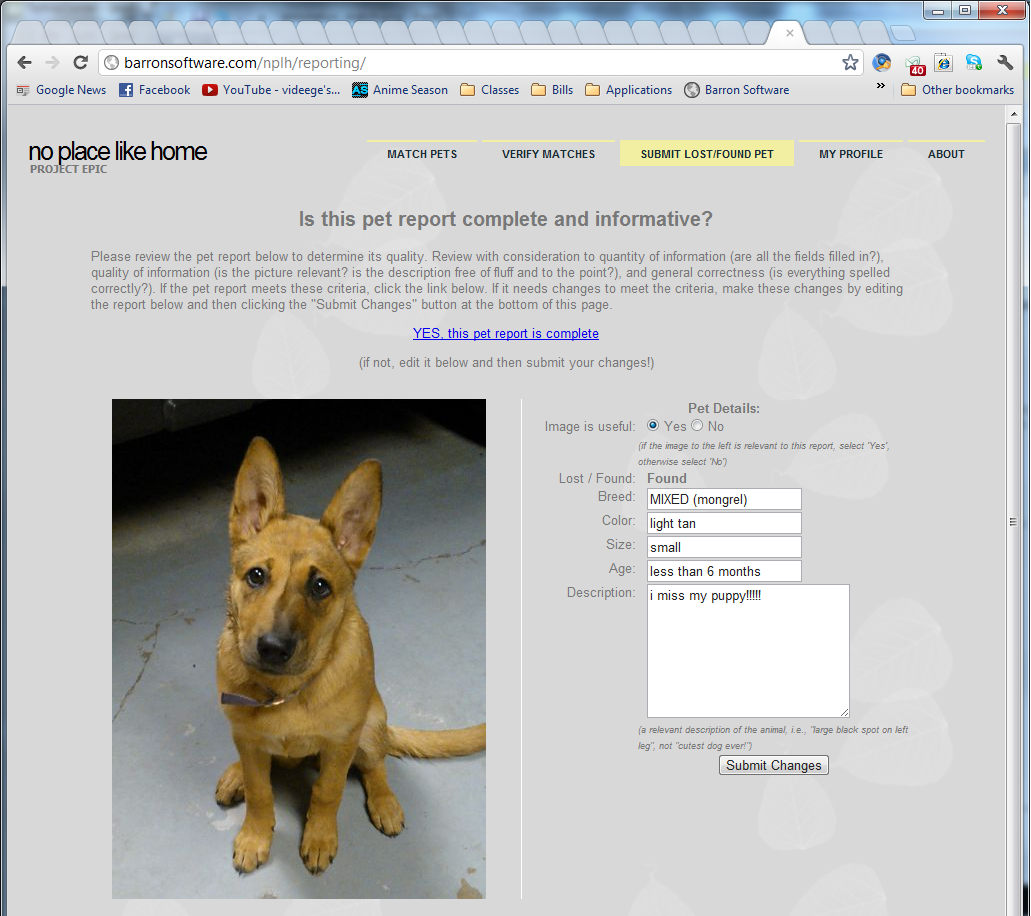 barronsoftware.com/nplh/reporting/
40
Google News Facebook YouTube - videege's... AS Anime Season Classes Bills Applications Barron Software » Other bookmarks
no place like home
PROJECT EPIC
MATCH PETS VERIFY MATCHES SUBMIT LOST/FOUND PET MY PROFILE ABOUT
Is this pet report complete and informative?
Please review the pet report below to determine its quality. Review with consideration to quantity of information (are all the fields filled in?),
quality of information (is the picture relevant? is the description free of fluff and to the point?), and general correctness (is everything spelled
correctly?). If the pet report meets these criteria, click the link below. If it needs changes to meet the criteria, make these changes by editing
the report below and then clicking the "Submit Changes" button at the bottom of this page.
YES, this pet report is complete
(if not, edit it below and then submit your changes!)
Pet Details:
Image is useful: Yes No
(if the image to the left is relevant to this report, select 'Yes',
otherwise select 'No')
Lost / Found: Found
Breed: MIXED (mongrel)
Color: light tan
Size: small
Age: less than 6 months
Description: i miss my puppy!!!!!
(a relevant description of the animal, i.e., "large black spot on left
leg", not "cutest dog ever!")
Submit Changes